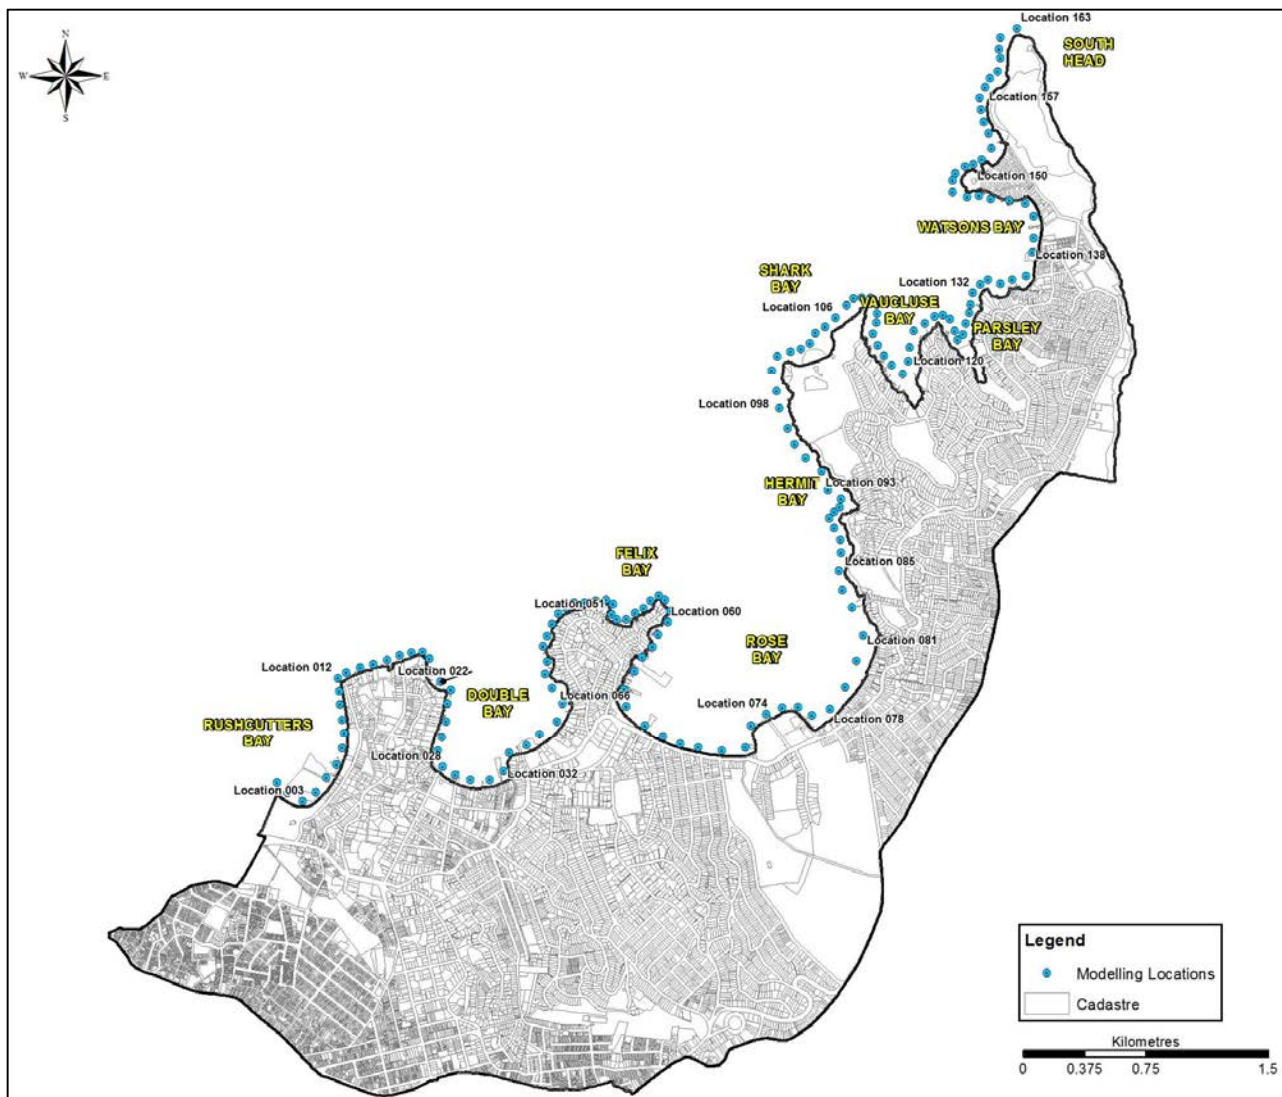 N
W
E
S
Location 163
SOUTH
HEAD
Location 157
Location 150
WATSONS BAY
Location 138
SHARK
BAY
Location 132
VAUCLUSE
BAY
Location 106
PARSLEY
BAY
Location 120
Location 098
HERMIT
BAY
Location 093
FELIX
BAY
Location 085
Location 051
Location 060
ROSE
BAY
Location 081
Location 012
Location 022
DOUBLE
BAY
Location 066
Location 074
RUSHCUTTERS
BAY
Location 078
Location 028
Location 032
Location 003
Legend
Modelling Locations
Cadastre
Kilometres
0 0.375 0.75 1.5